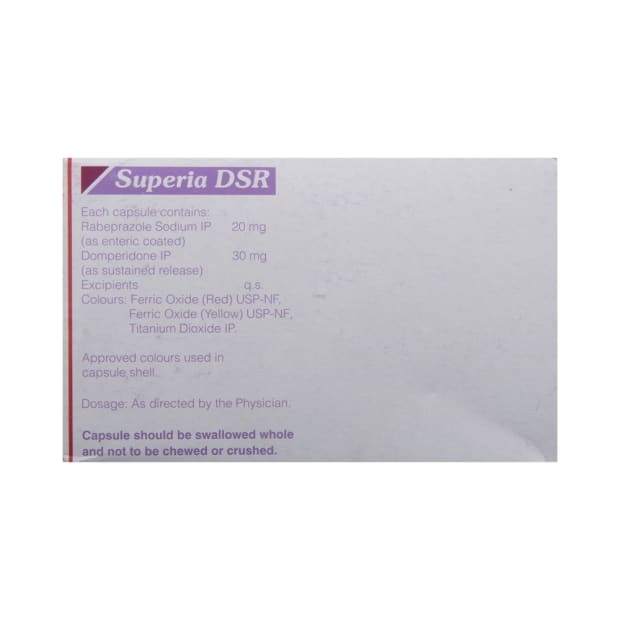 Superia DSR
Each capsule contains:
Rabeprazole Sodium IP 20 mg
(as enteric coated)
Domperidone IP 30 mg
(as sustained release)
Excipients q.s.
Colours: Ferric Oxide (Red) USP-NF,
Ferric Oxide (Yellow) USP-NF,
Titanium Dioxide IP.
Approved colours used in
capsule shell.
Dosage: As directed by the Physician.
Capsule should be swallowed whole
and not to be chewed or crushed.